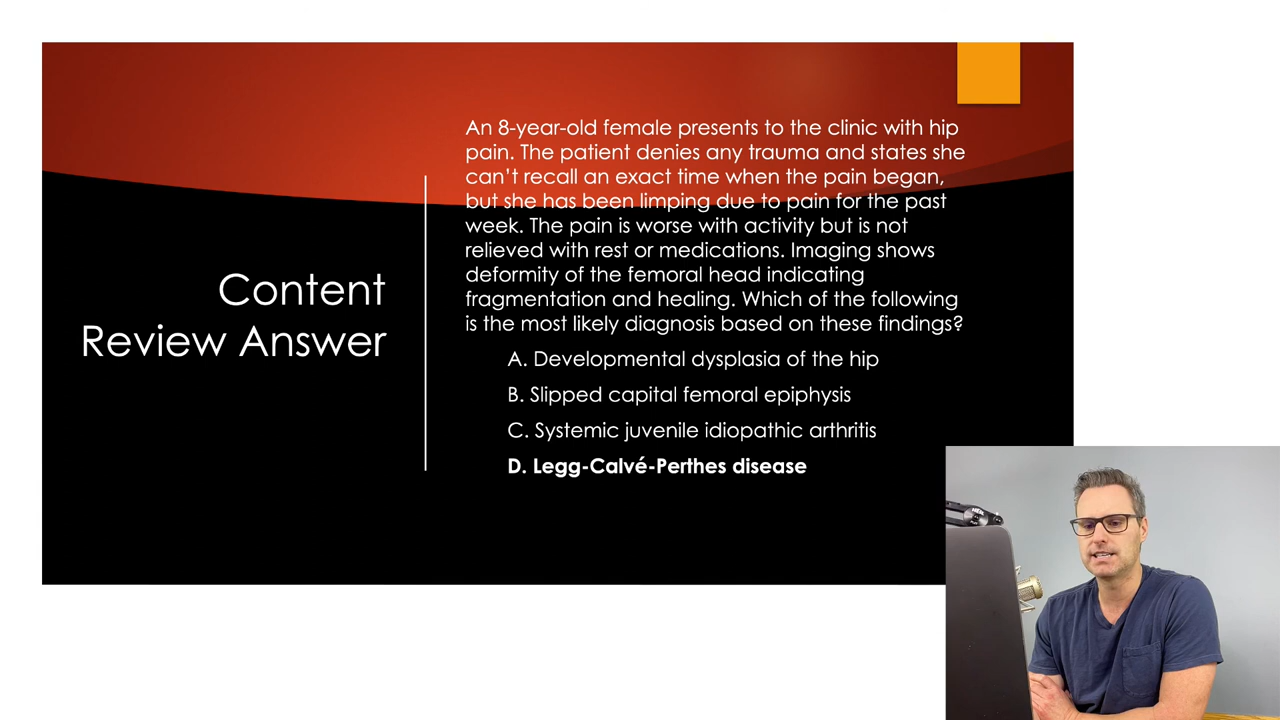 Content
Review Answer
An 8-year-old female presents to the clinic with hip
pain. The patient denies any trauma and states she
can't recall an exact time when the pain began,
but she has been limping due to pain for the past
week. The pain is worse with activity but is not
relieved with rest or medications. Imaging shows
deformity of the femoral head indicating
fragmentation and healing. Which of the following
is the most likely diagnosis based on these findings?
A. Developmental dysplasia of the hip
B. Slipped capital femoral epiphysis
C. Systemic juvenile idiopathic arthritis
D. Legg-Calvé-Perthes disease